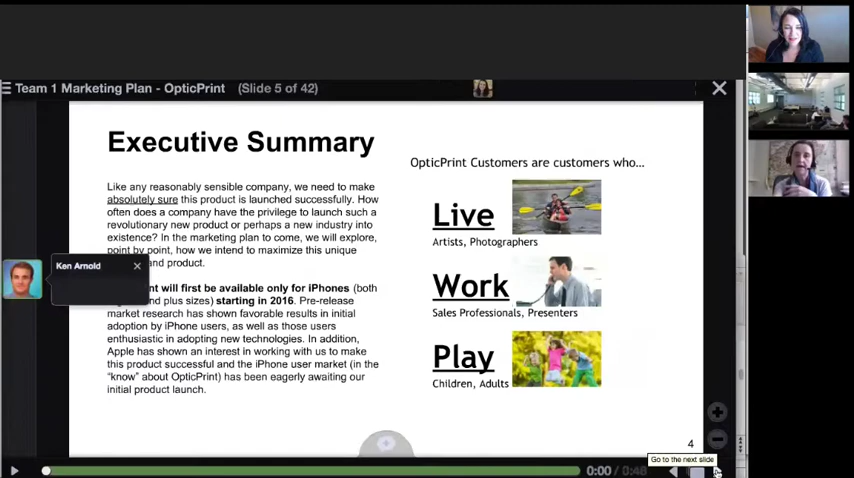 Team 1 Marketing Plan - OpticPrint (Slide 5 of 42)
Executive Summary
Like any reasonably sensible company, we need to make
absolutely sure this product is launched successfully. How
often does a company have the privilege to launch such a
revolutionary new product or perhaps a new industry into
existence? In the marketing plan to come, we will explore,
point by point, how we intend to maximize this unique
and product.
Ken Arnold
nt will first be available only for iPhones (both
nd plus sizes) starting in 2016. Pre-release
market research has shown favorable results in initial
adoption by iPhone users, as well as those users
enthusiastic in adopting new technologies. In addition,
Apple has shown an interest in working with us to make
this product successful and the iPhone user market (in the
"know" about OpticPrint) has been eagerly awaiting our
initial product launch.
OpticPrint Customers are customers who...
Live
Artists, Photographers
Work
Sales Professionals, Presenters
Play
Children, Adults
4
Go to the next slide
0:00 / 0:48